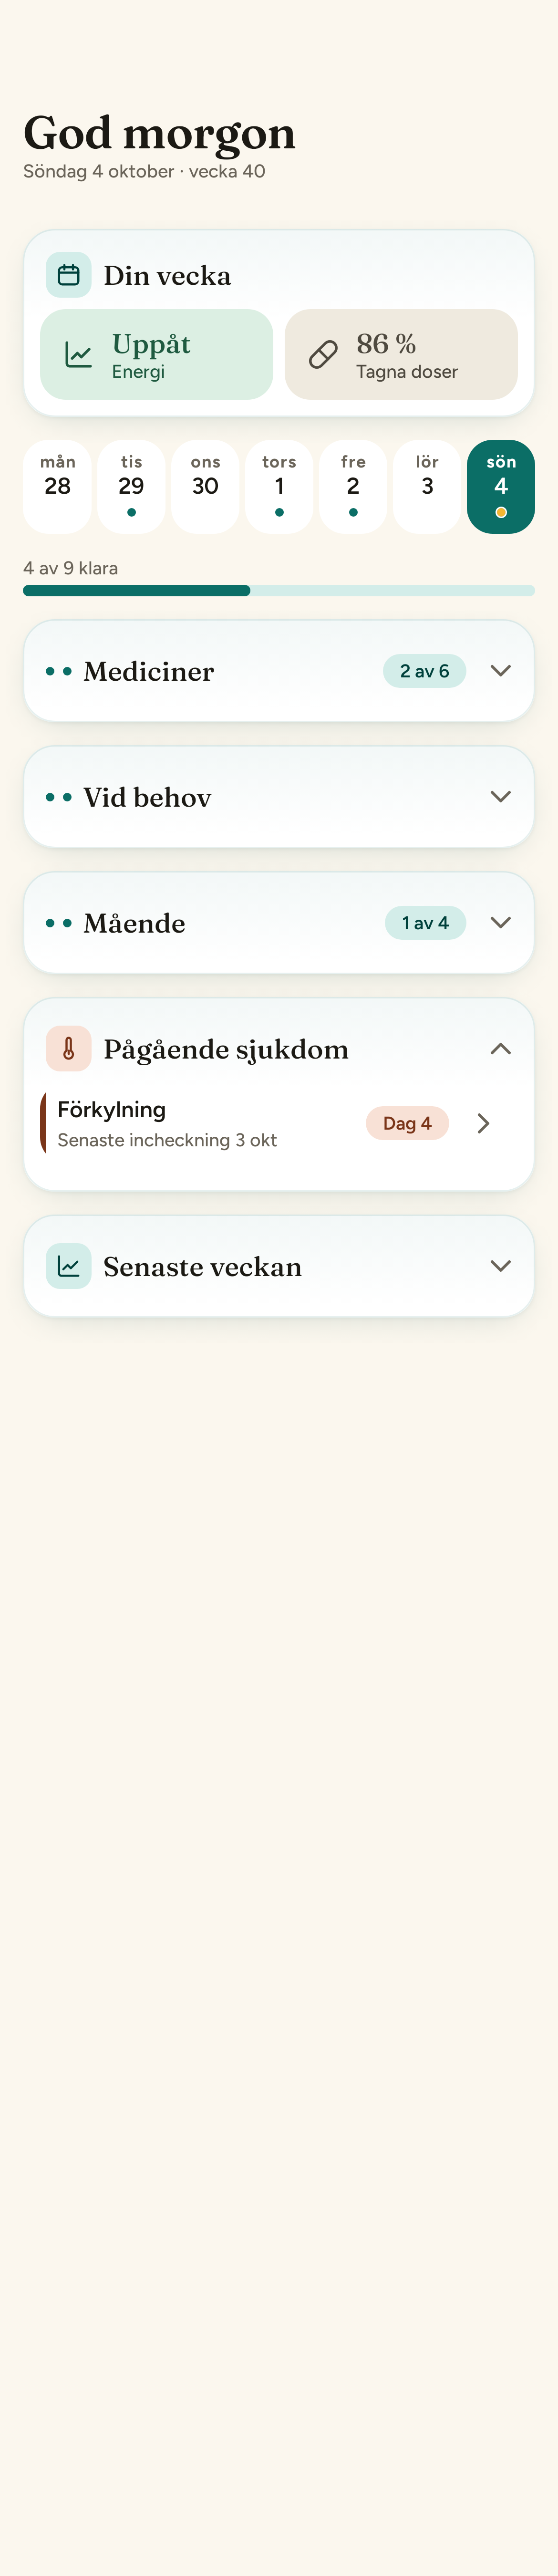 God morgon
Söndag 4 oktober · vecka 40
Din vecka
Uppåt
Energi
86 %
Tagna doser
mån tis ons tors fre lör sön
28 29 30 1 2 3 4
4 av 9 klara
Mediciner 2 av 6
Vid behov
Mående 1 av 4
Pågående sjukdom
Förkylning
Senaste incheckning 3 okt
Dag 4
Senaste veckan